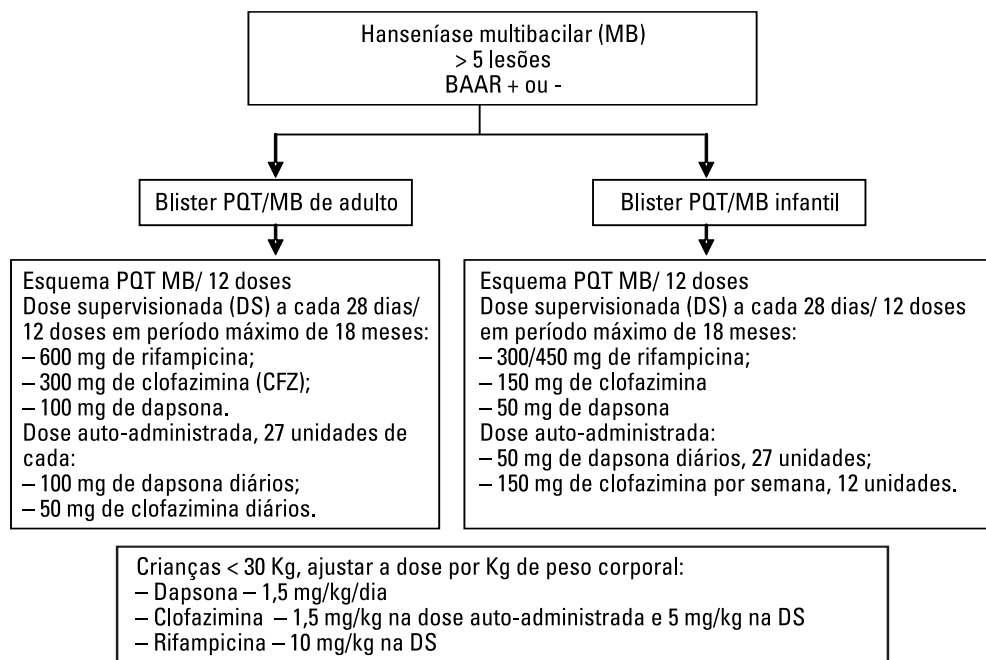 Hanseníase multibacilar (MB)
> 5 lesões
BAAR + ou -
Blister PQT/MB de adulto
Blister PQT/MB infantil
Esquema PQT MB/ 12 doses
Dose supervisionada (DS) a cada 28 dias/
12 doses em período máximo de 18 meses:
– 600 mg de rifampicina;
– 300 mg de clofazimina (CFZ);
– 100 mg de dapsona.
Dose auto-administrada, 27 unidades de
cada:
– 100 mg de dapsona diários;
– 50 mg de clofazimina diários.
Esquema PQT MB/ 12 doses
Dose supervisionada (DS) a cada 28 dias/ 12 doses
em período máximo de 18 meses:
– 300/450 mg de rifampicina;
– 150 mg de clofazimina
– 50 mg de dapsona
Dose auto-administrada:
– 50 mg de dapsona diários, 27 unidades;
– 150 mg de clofazimina por semana, 12 unidades.
Crianças < 30 Kg, ajustar a dose por Kg de peso corporal:
– Dapsona – 1,5 mg/kg/dia
– Clofazimina – 1,5 mg/kg na dose auto-administrada e 5 mg/kg na DS
– Rifampicina – 10 mg/kg na DS